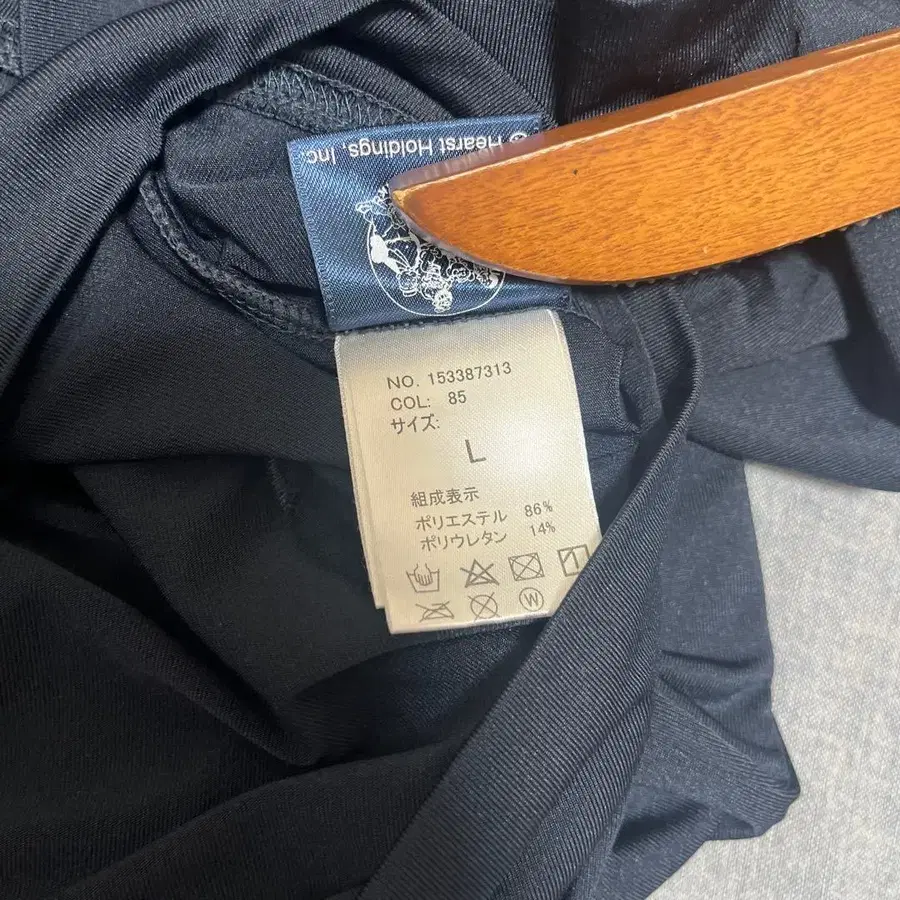 © Hearst Holdings, Inc.
NO. 153387313
COL: 85
サイズ:
L
組成表示
ポリエステル 86%
ポリウレタン 14%
W